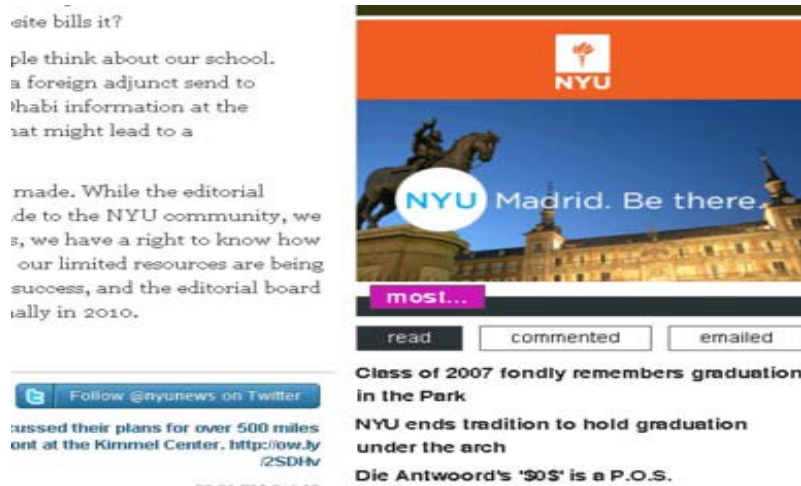 site bills it?
ple think about our school.
a foreign adjunct send to
Dhabi information at the
hat might lead to a
made. While the editorial
de to the NYU community, we
s, we have a right to know how
our limited resources are being
success, and the editorial board
ially in 2010.
Follow @nyunews on Twitter
cussed their plans for over 500 miles
ont at the Kimmel Center. http://ow.ly
/2SDHv
NYU
NYU Madrid. Be there.
most...
read
commented
emailed
Class of 2007 fondly remembers graduation
in the Park
NYU ends tradition to hold graduation
under the arch
Die Antwoord's '$0$' is a P.O.S.